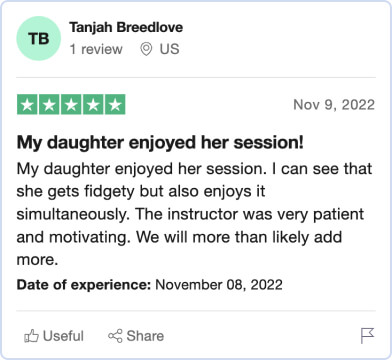 TB
Tanjah Breedlove
1 review US
Nov 9, 2022
My daughter enjoyed her session!
My daughter enjoyed her session. I can see that
she gets fidgety but also enjoys it
simultaneously. The instructor was very patient
and motivating. We will more than likely add
more.
Date of experience: November 08, 2022
Useful Share